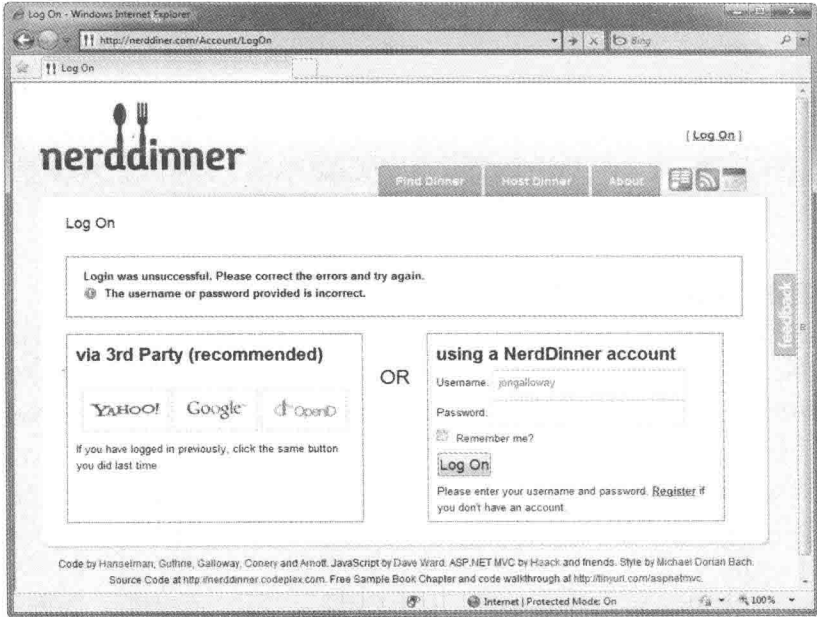 Log On - Windows Internet Explorer
http://nerddiner.com/Account/LogOn
Bing
Log On
nerddinner
[ Log On ]
Find Dinner Host Dinner About
Log On
Login was unsuccessful. Please correct the errors and try again.
The username or password provided is incorrect.
feedback
via 3rd Party (recommended)
YAHOO! Google OpenID
If you have logged in previously, click the same button
you did last time
OR
using a NerdDinner account
Username. jongalloway
Password.
Remember me?
Log On
Please enter your username and password. Register if
you don't have an account
Code by Hanselman, Guthrie, Galloway, Conery and Arnott. JavaScript by Dave Ward. ASP.NET MVC by Haack and friends. Style by Michael Dorian Bach.
Source Code at http://nerddinner.codeplex.com. Free Sample Book Chapter and code walkthrough at http://tinyurl.com/aspnetmvc.
Internet | Protected Mode: On
100%